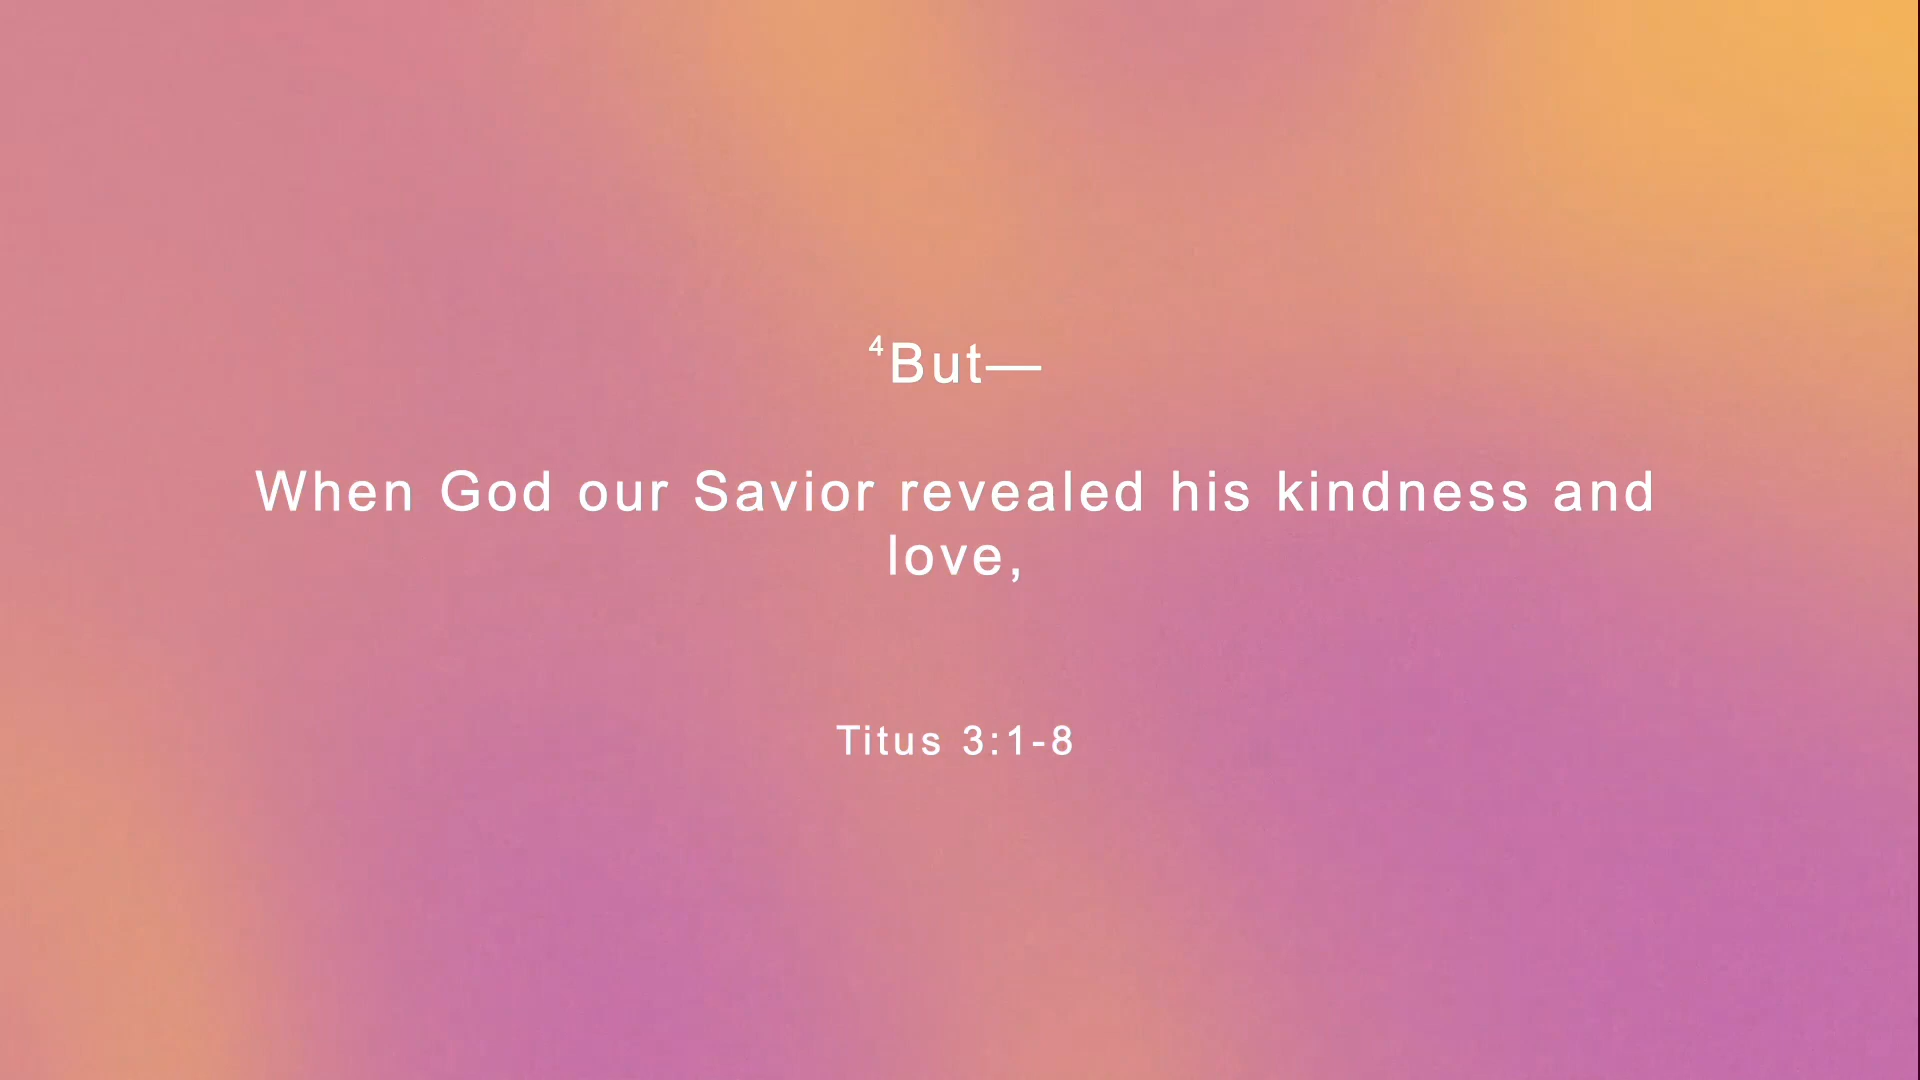 ⁴But—
When God our Savior revealed his kindness and
love,
Titus 3:1-8